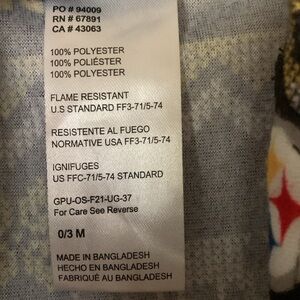 PO # 94009
RN # 67891
CA # 43063
100% POLYESTER
100% POLIÉSTER
100% POLYESTER
FLAME RESISTANT
U.S STANDARD FF3-71/5-74
RESISTENTE AL FUEGO
NORMATIVE USA FF3-71/5-74
IGNIFUGES
US FFC-71/5-74 STANDARD
GPU-OS-F21-UG-37
For Care See Reverse
0/3 M
MADE IN BANGLADESH
HECHO EN BANGLADESH
FABRIQUÉ AU BANGLADESH